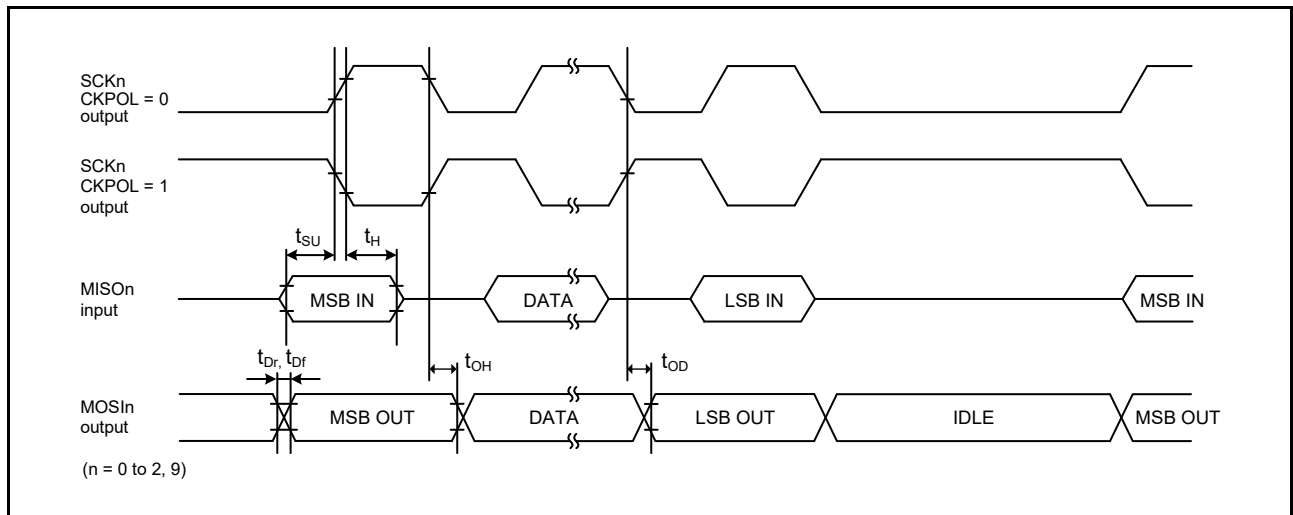 SCKn
CKPOL = 0
output
SCKn
CKPOL = 1
output
tSU
tH
MISOn
input
MSB IN
DATA
LSB IN
MSB IN
tDr, tDf
tOH
tOD
MOSIn
output
MSB OUT
DATA
LSB OUT
IDLE
MSB OUT
(n = 0 to 2, 9)